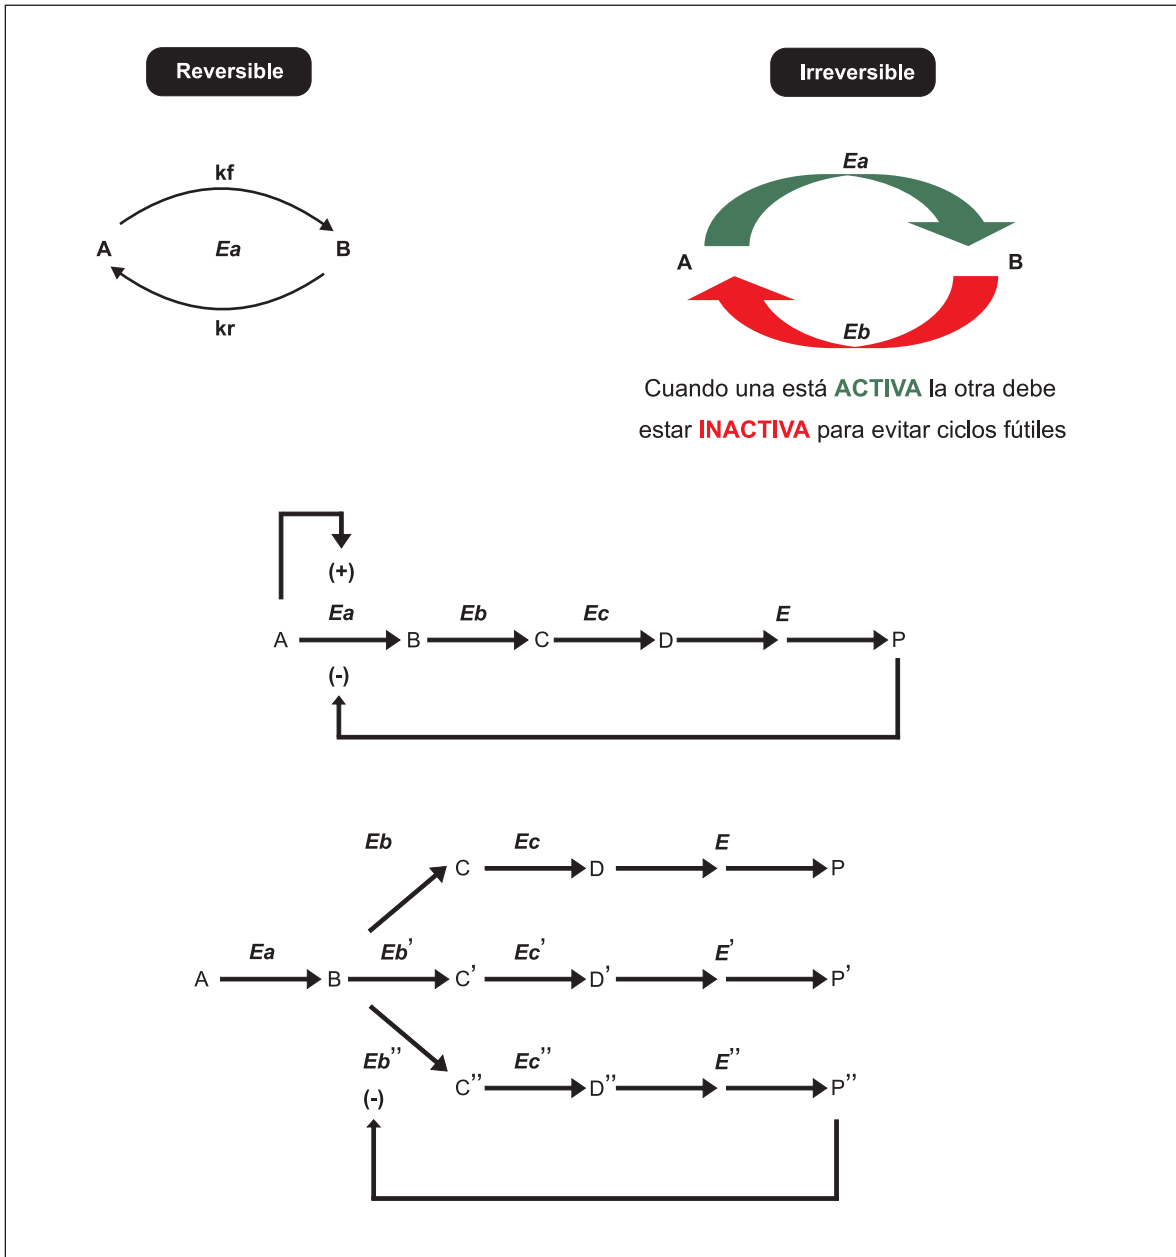 Reversible
Irreversible
kf
A Ea B
kr
Ea
A B
Eb
Cuando una está ACTIVA la otra debe
estar INACTIVA para evitar ciclos fútiles
(+)
Ea Eb Ec E
A B C D P
(-)
Eb Ec E
C D P
Ea Eb’ Ec’ E’
A B C’ D’ P’
Eb’’ Ec’’ E’’
C’’ D’’ P’’
(-)